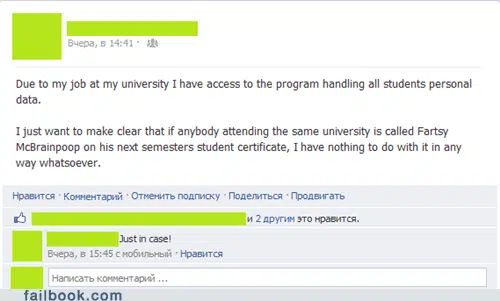 Вчера, в 14:41 ·
Due to my job at my university I have access to the program handling all students personal
data.
I just want to make clear that if anybody attending the same university is called Fartsy
McBrainpoop on his next semesters student certificate, I have nothing to do with it in any
way whatsoever.
Нравится · Комментарий · Отменить подписку · Поделиться · Продвигать
и 2 другим это нравится.
Just in case!
Вчера, в 15:45 с мобильный · Нравится
Написать комментарий ...
failbook.com